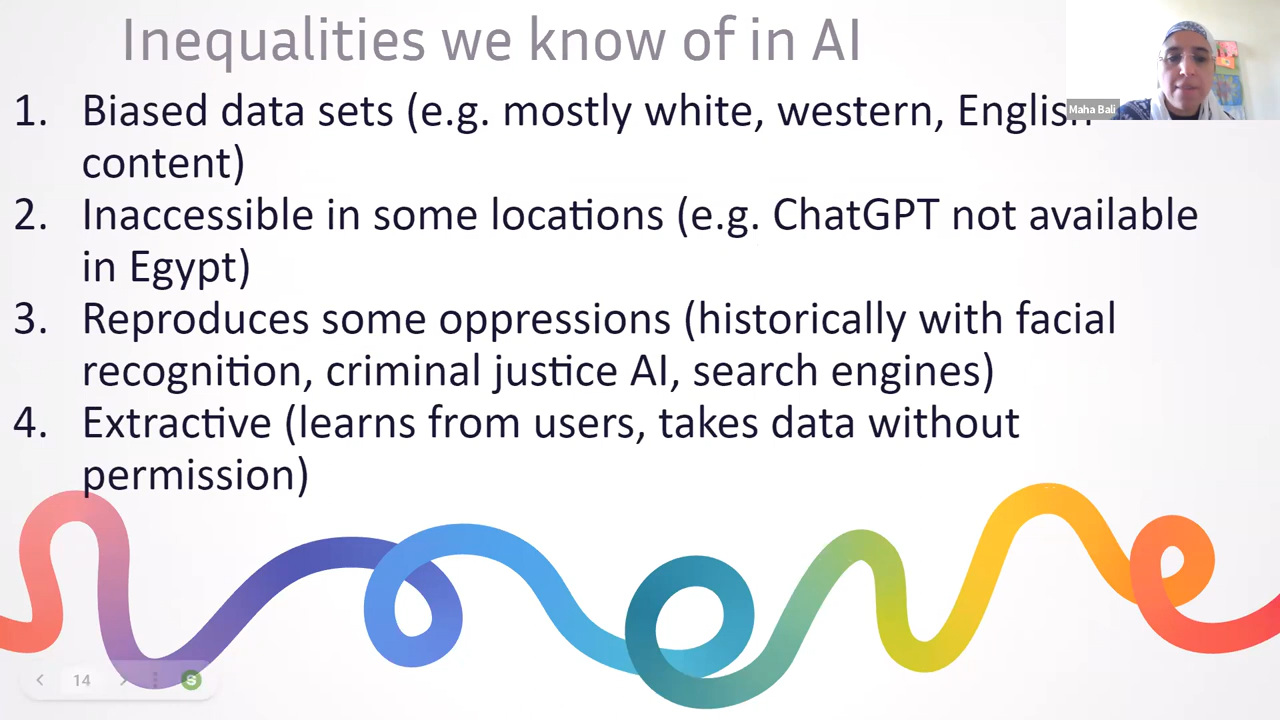 Inequalities we know of in AI
Maha Bali
1. Biased data sets (e.g. mostly white, western, English
content)
2. Inaccessible in some locations (e.g. ChatGPT not available
in Egypt)
3. Reproduces some oppressions (historically with facial
recognition, criminal justice AI, search engines)
4. Extractive (learns from users, takes data without
permission)
14
S